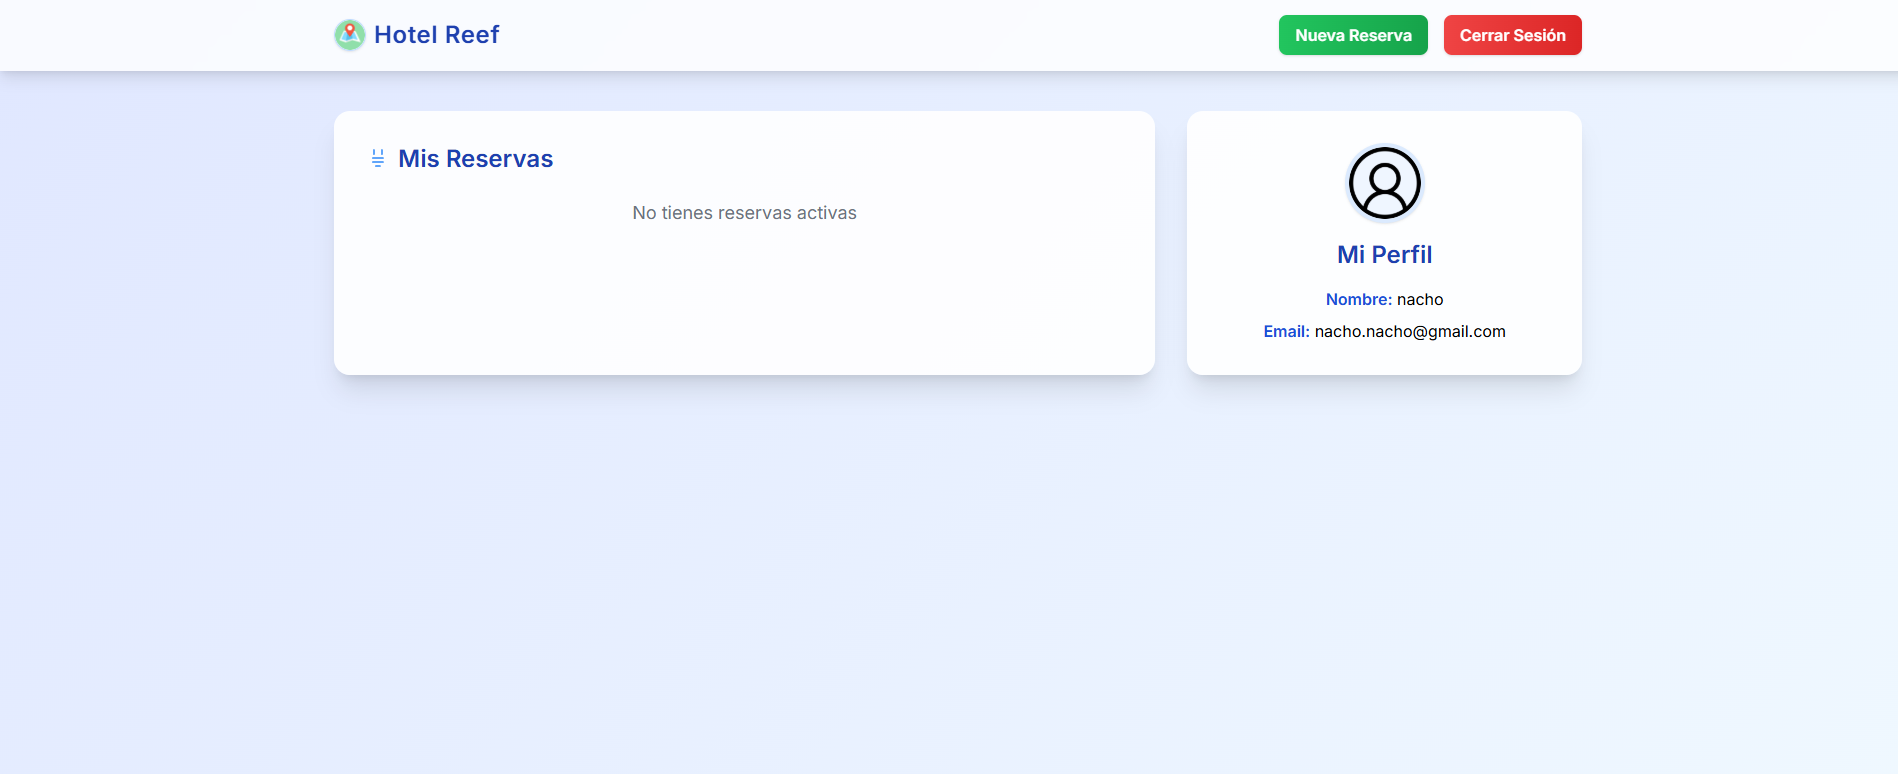 Hotel Reef
Nueva Reserva
Cerrar Sesión
Mis Reservas
No tienes reservas activas
Mi Perfil
Nombre: nacho
Email: nacho.nacho@gmail.com